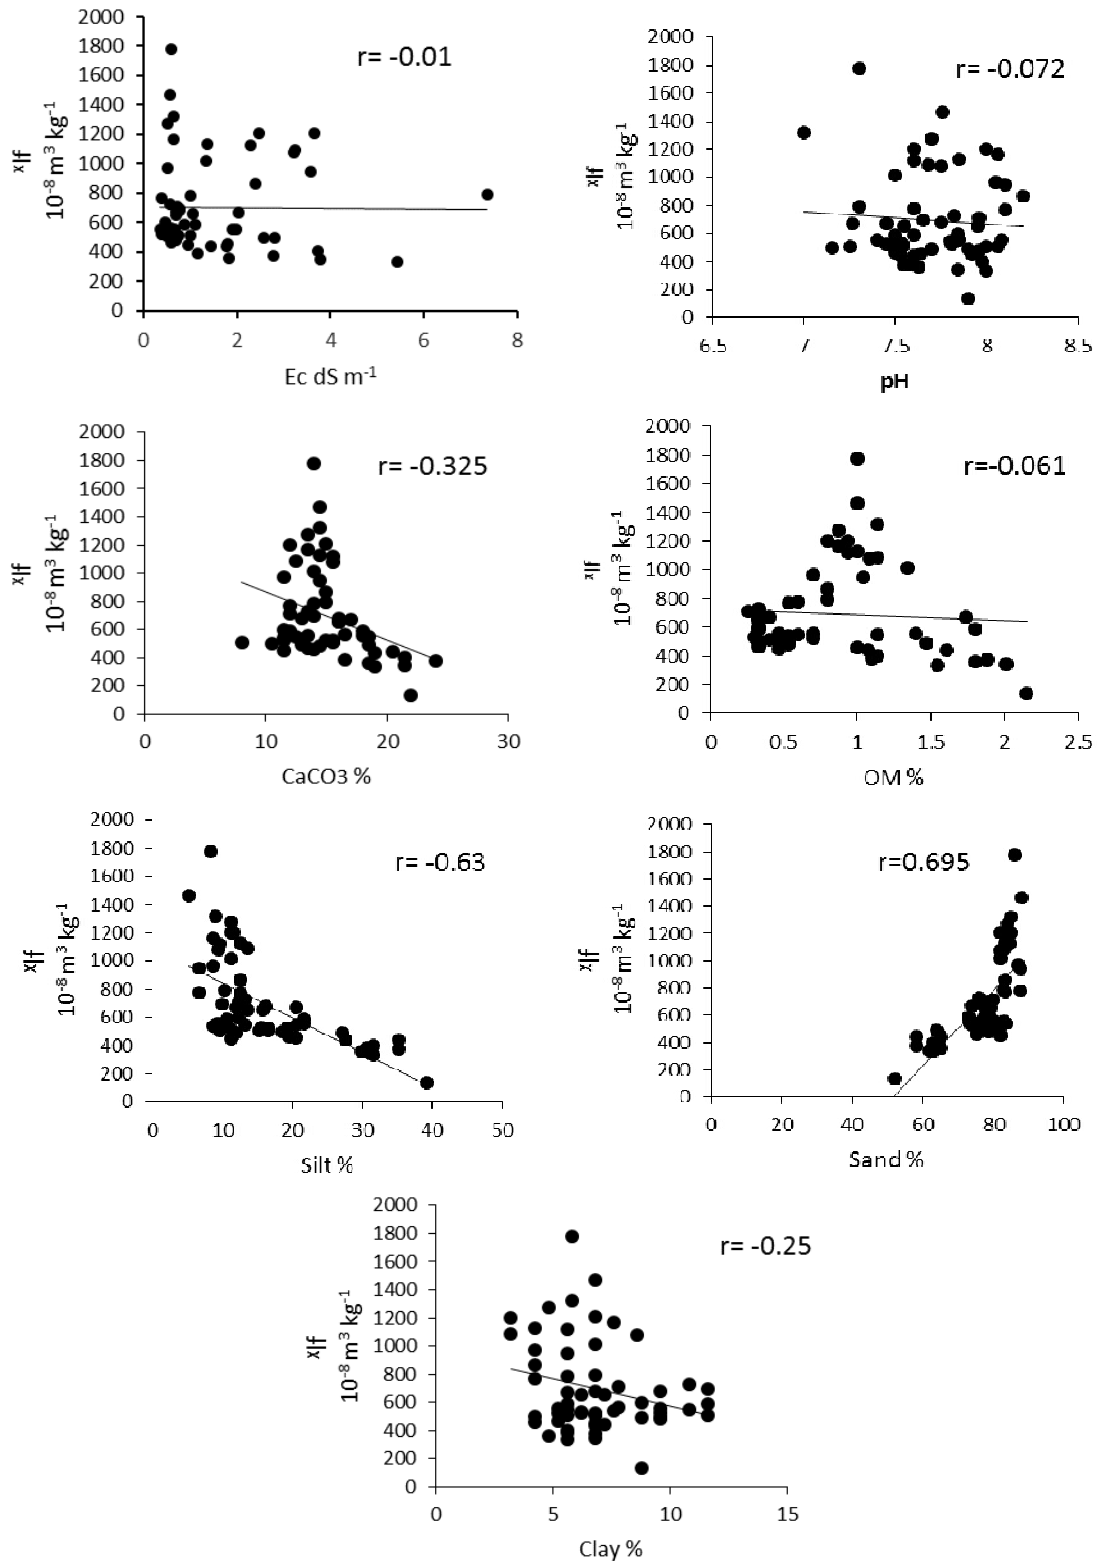 2000
1800
1600
1400
1200
1000
800
600
400
200
0
0 2 4 6 8
χlf
10⁻⁸ m³ kg⁻¹
r= -0.01
Ec dS m⁻¹
2000
1800
1600
1400
1200
1000
800
600
400
200
0
6.5 7 7.5 8 8.5
χlf
10⁻⁸ m³ kg⁻¹
r= -0.072
pH
2000
1800
1600
1400
1200
1000
800
600
400
200
0
0 10 20 30
χlf
10⁻⁸ m³ kg⁻¹
r= -0.325
CaCO3 %
2000
1800
1600
1400
1200
1000
800
600
400
200
0
0 0.5 1 1.5 2 2.5
χlf
10⁻⁸ m³ kg⁻¹
r=-0.061
OM %
2000
1800
1600
1400
1200
1000
800
600
400
200
0
0 10 20 30 40 50
χlf
10⁻⁸ m³ kg⁻¹
r= -0.63
Silt %
2000
1800
1600
1400
1200
1000
800
600
400
200
0
0 20 40 60 80 100
χlf
10⁻⁸ m³ kg⁻¹
r=0.695
Sand %
2000
1800
1600
1400
1200
1000
800
600
400
200
0
0 5 10 15
χlf
10⁻⁸ m³ kg⁻¹
r= -0.25
Clay %